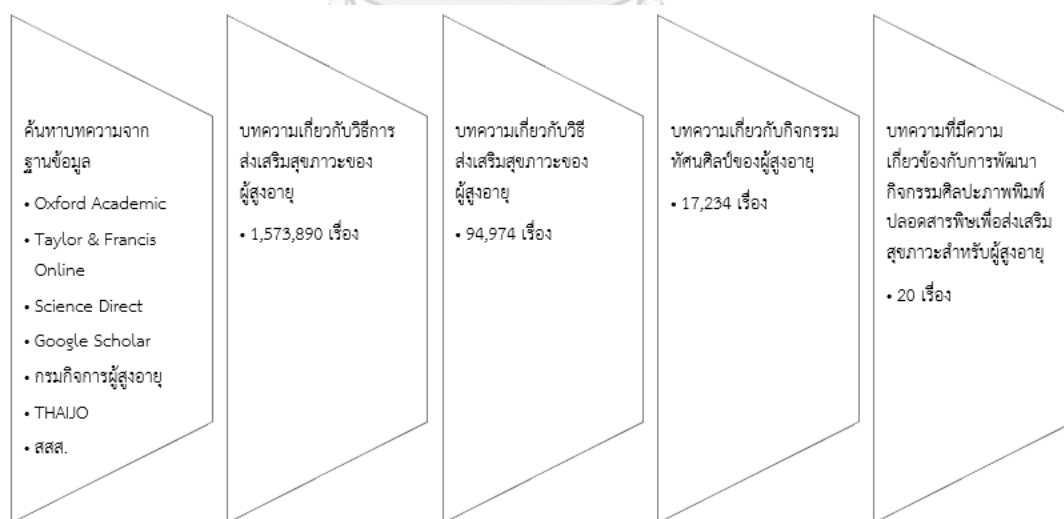 ค้นหาบทความจาก
ฐานข้อมูล
• Oxford Academic
• Taylor & Francis
Online
• Science Direct
• Google Scholar
• กรมกิจการผู้สูงอายุ
• THAIJO
• สสส.
บทความเกี่ยวกับวิธีการ
ส่งเสริมสุขภาวะของ
ผู้สูงอายุ
• 1,573,890 เรื่อง
บทความเกี่ยวกับวิธี
ส่งเสริมสุขภาวะของ
ผู้สูงอายุ
• 94,974 เรื่อง
บทความเกี่ยวกับกิจกรรม
ทัศนศิลป์ของผู้สูงอายุ
• 17,234 เรื่อง
บทความที่มีความ
เกี่ยวข้องกับการพัฒนา
กิจกรรมศิลปะภาพพิมพ์
ปลอดสารพิษเพื่อส่งเสริม
สุขภาวะสำหรับผู้สูงอายุ
• 20 เรื่อง